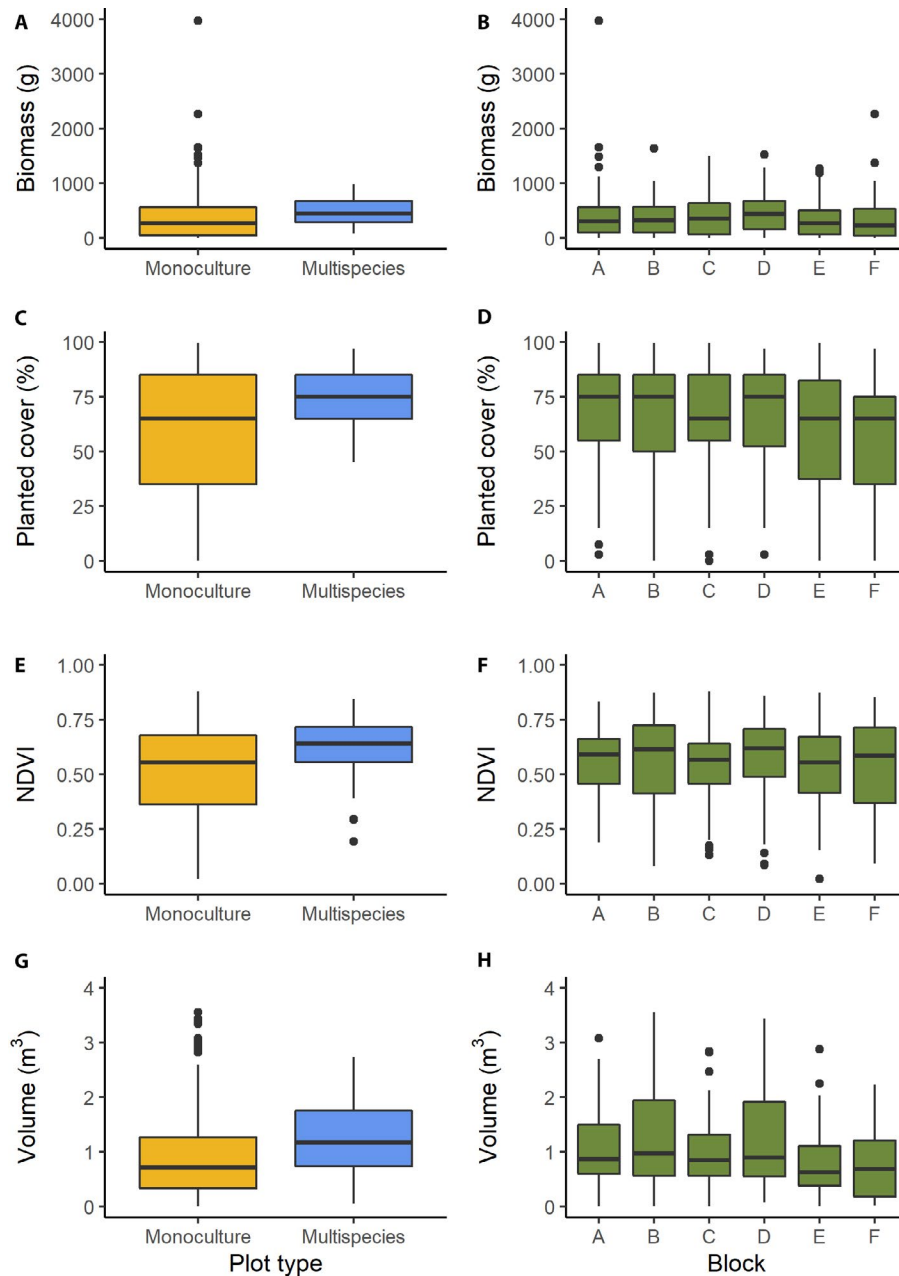 A
Biomass (g)
4000
3000
2000
1000
0
Monoculture Multispecies
B
Biomass (g)
4000
3000
2000
1000
0
A B C D E F
C
Planted cover (%)
100
75
50
25
0
Monoculture Multispecies
D
Planted cover (%)
100
75
50
25
0
A B C D E F
E
NDVI
1.00
0.75
0.50
0.25
0.00
Monoculture Multispecies
F
NDVI
1.00
0.75
0.50
0.25
0.00
A B C D E F
G
Volume (m³)
4
3
2
1
0
Monoculture Multispecies
Plot type
H
Volume (m³)
4
3
2
1
0
A B C D E F
Block